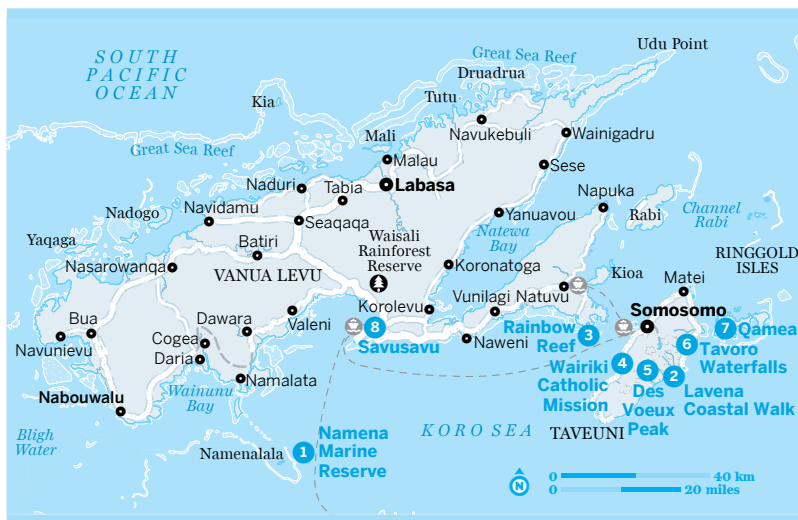 SOUTH
PACIFIC
OCEAN
Udu Point
Great Sea Reef
Druadrua
Tutu
Kia
Navukebuli
Wainigadru
Mali
Great Sea Reef
Malau
Sese
Naduri
Tabia
Labasa
Napuka
Nadogo
Navidamu
Seaqaqa
Yanuavou
Rabi
Channel
Rabi
Yaqaga
Batiri
Waisali
Rainforest
Reserve
Natewa
Bay
RINGGOLD
ISLES
Nasarowanqa
VANUA LEVU
Koronatoga
Kioa
Matei
Bua
Dawara
Valeni
Korolevu
Vunilagi
Natuvu
Somosomo
Navunievu
Cogea
Daria
8
Savusavu
Naweni
Rainbow
Reef
3
7
Qamea
6
Tavoro
Waterfalls
Namalata
Wainunu
Bay
4
Wairiki
Catholic
Mission
5
Des
Voeux
Peak
2
Lavena
Coastal Walk
Nabouwalu
Bligh
Water
Namenalala
1
Namena
Marine
Reserve
KORO SEA
TAVEUNI
N
0
40 km
0
20 miles